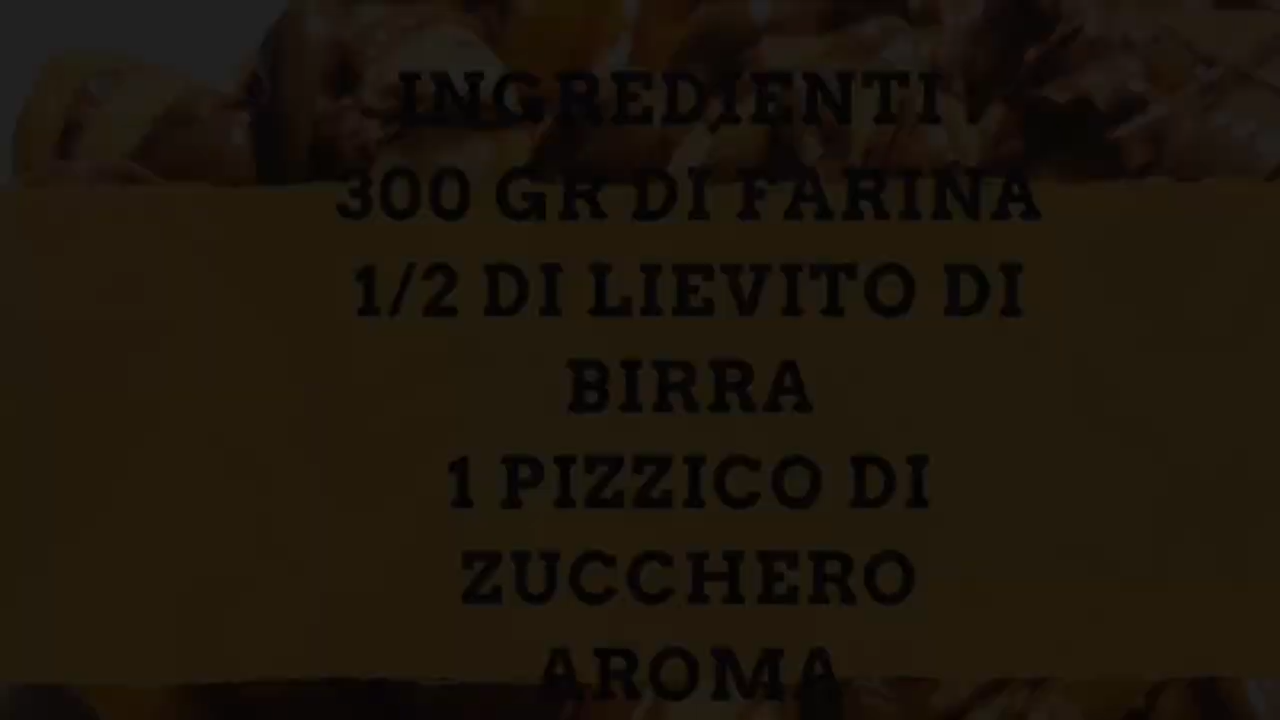 INGREDIENTI
300 GR DI FARINA
1/2 DI LIEVITO DI
BIRRA
1 PIZZICO DI
ZUCCHERO
AROMA